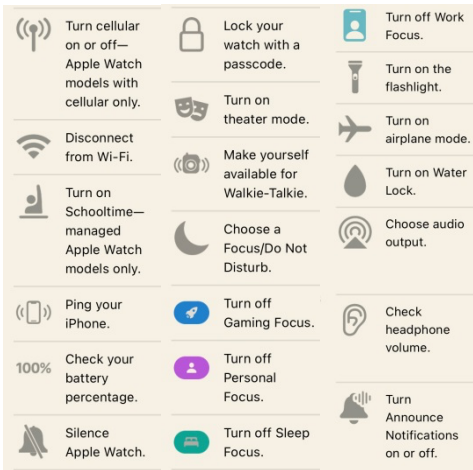 Turn cellular
on or off—
Apple Watch
models with
cellular only.
Disconnect
from Wi-Fi.
Turn on
Schooltime—
managed
Apple Watch
models only.
Ping your
iPhone.
100%
Check your
battery
percentage.
Silence
Apple Watch.
Lock your
watch with a
passcode.
Turn on
theater mode.
Make yourself
available for
Walkie-Talkie.
Choose a
Focus/Do Not
Disturb.
Turn off
Gaming Focus.
Turn off
Personal
Focus.
Turn off Sleep
Focus.
Turn off Work
Focus.
Turn on the
flashlight.
Turn on
airplane mode.
Turn on Water
Lock.
Choose audio
output.
Check
headphone
volume.
Turn
Announce
Notifications
on or off.